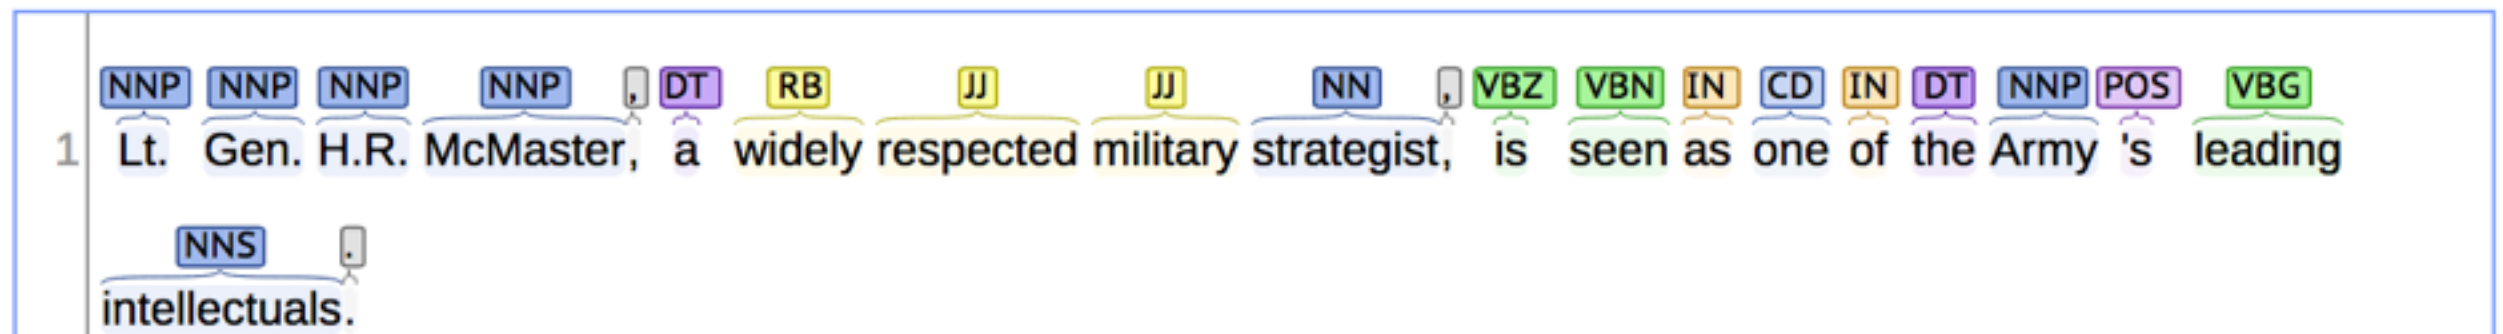 NNP NNP NNP NNP , DT RB JJ JJ NN , VBZ VBN IN CD IN DT NNP POS VBG
1 Lt. Gen. H.R. McMaster, a widely respected military strategist, is seen as one of the Army 's leading
NNS .
intellectuals.